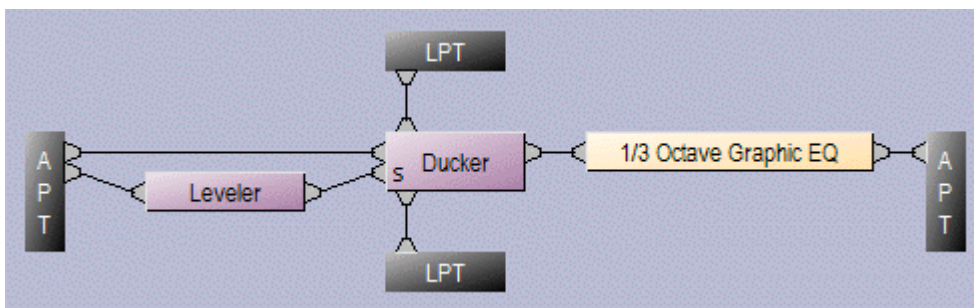 LPT
A
P
T
S
Ducker
1/3 Octave Graphic EQ
A
P
T
Leveler
LPT